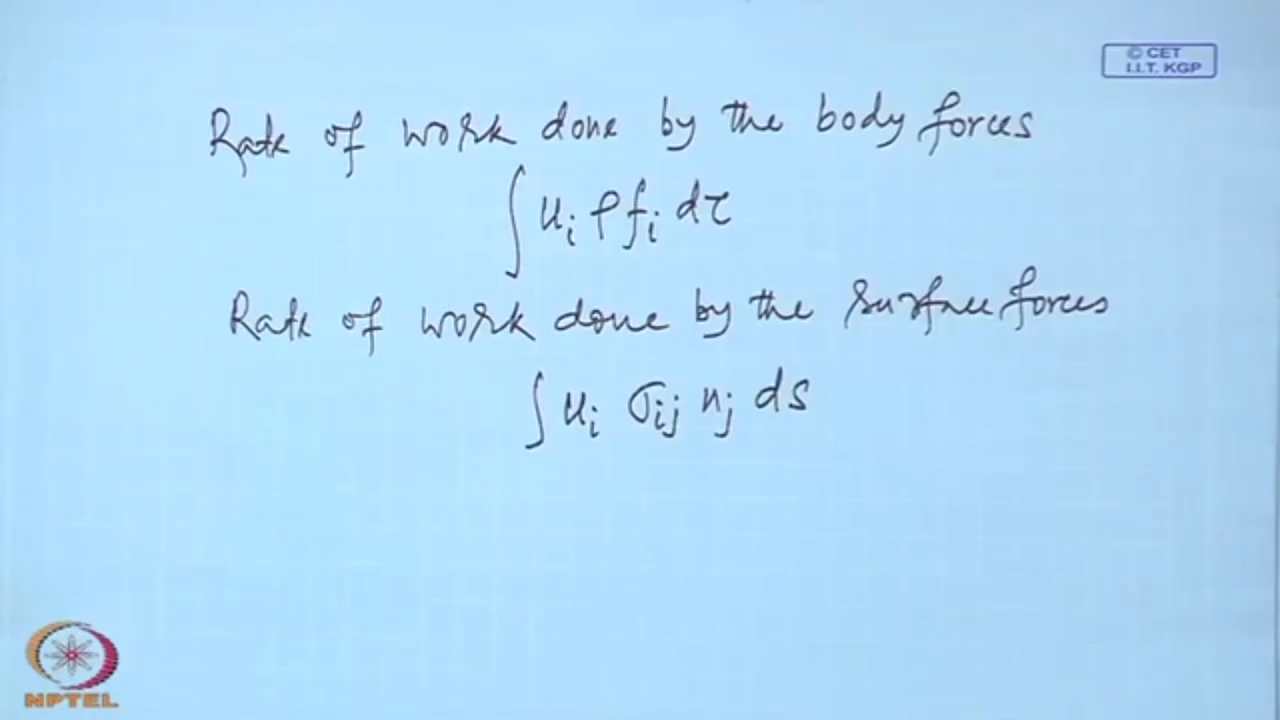 © CET
I.I.T. KGP
Rate of work done by the body forces
∫ uᵢ ρ fᵢ dτ
Rate of work done by the surface forces
∫ uᵢ σᵢⱼ nⱼ ds
NPTEL